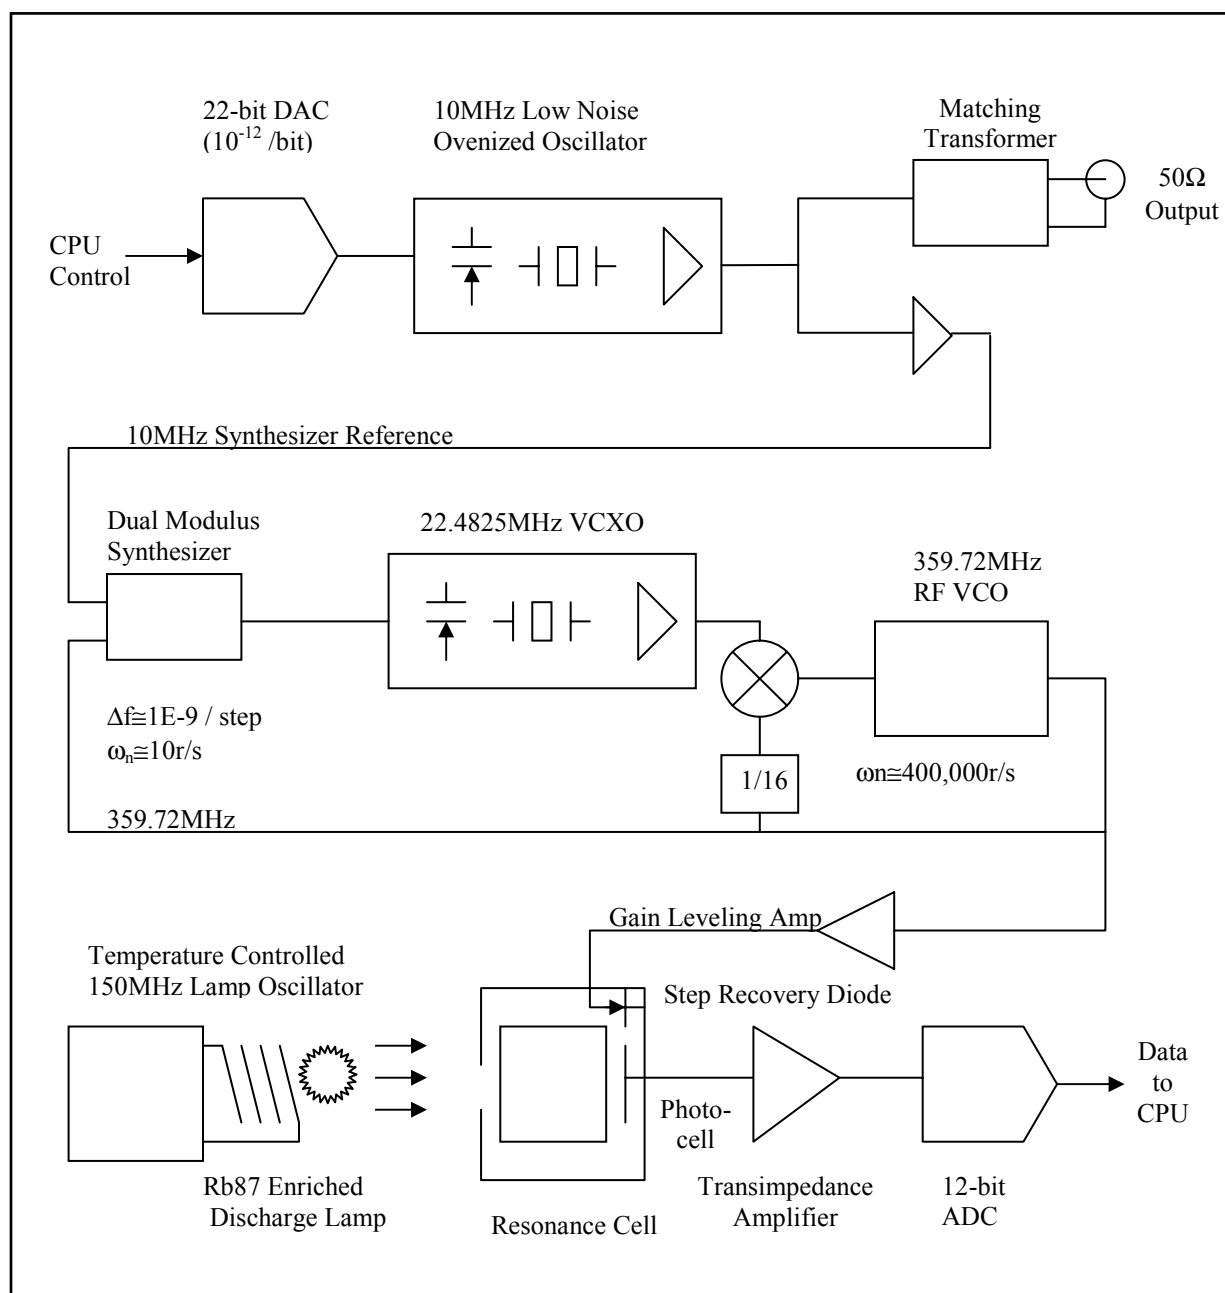 22-bit DAC
(10⁻¹² /bit)
10MHz Low Noise
Ovenized Oscillator
Matching
Transformer
50Ω
Output
CPU
Control
10MHz Synthesizer Reference
Dual Modulus
Synthesizer
22.4825MHz VCXO
359.72MHz
RF VCO
Δf≅1E-9 / step
ωₙ≅10r/s
1/16
ωn≅400,000r/s
359.72MHz
Gain Leveling Amp
Temperature Controlled
150MHz Lamp Oscillator
Step Recovery Diode
Data
to
CPU
Photo-
cell
Rb87 Enriched
Discharge Lamp
Resonance Cell
Transimpedance
Amplifier
12-bit
ADC